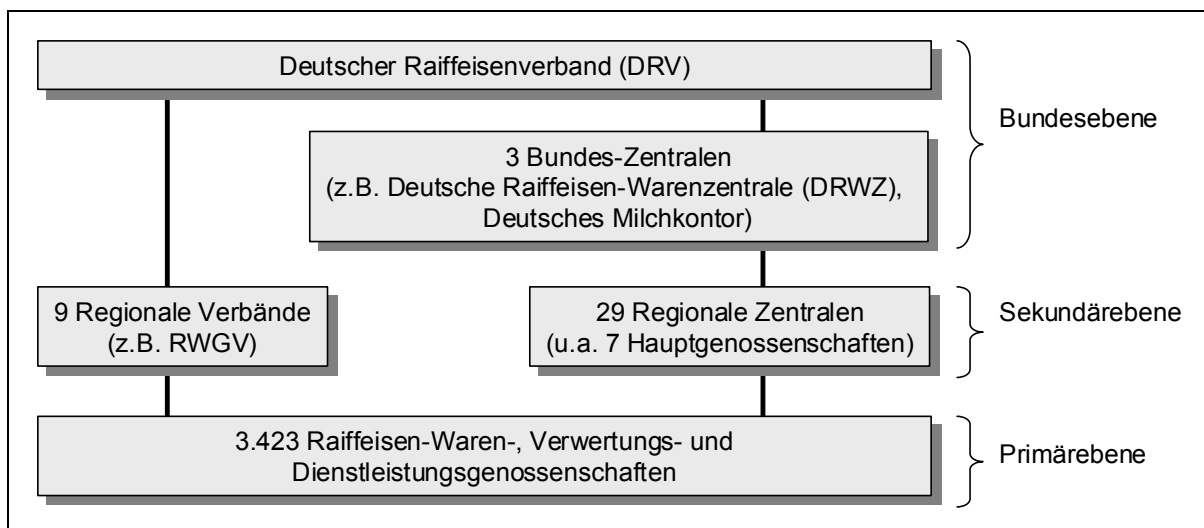 Deutscher Raiffeisenverband (DRV)
Bundesebene
3 Bundes-Zentralen
(z.B. Deutsche Raiffeisen-Warenzentrale (DRWZ),
Deutsches Milchkontor)
9 Regionale Verbände
(z.B. RWGV)
29 Regionale Zentralen
(u.a. 7 Hauptgenossenschaften)
Sekundärebene
3.423 Raiffeisen-Waren-, Verwertungs- und
Dienstleistungsgenossenschaften
Primärebene